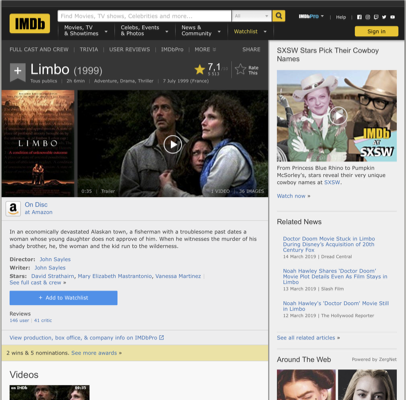 IMDb
Find Movies, TV shows, Celebrities and more...
All
IMDbPro
Help
Movies, TV
& Showtimes
Celebs, Events
& Photos
News &
Community
Watchlist
Sign in
FULL CAST AND CREW | TRIVIA | USER REVIEWS | IMDbPro | MORE
SHARE
Limbo (1999)
7,1
Rate
This
Tous publics | 2h 6min | Adventure, Drama, Thriller | 7 July 1999 (France)
LIMBO
0:35 | Trailer
1 VIDEO
36 IMAGES
On Disc
at Amazon
In an economically devastated Alaskan town, a fisherman with a troublesome past dates a
woman whose young daughter does not approve of him. When he witnesses the murder of his
shady brother, he, the woman and the kid run to the wilderness.
Director: John Sayles
Writer: John Sayles
Stars: David Strathairn, Mary Elizabeth Mastrantonio, Vanessa Martinez |
See full cast & crew »
+ Add to Watchlist
Reviews
146 user | 41 critic
View production, box office, & company info on IMDbPro
2 wins & 5 nominations. See more awards »
Videos
SXSW Stars Pick Their Cowboy
Names
IMDb
AT
SXSW
From Princess Blue Rhino to Pumpkin
McSorley's, stars reveal their very unique
cowboy names at SXSW.
Watch now »
Related News
Doctor Doom Movie Stuck in Limbo
During Disney's Acquisition of 20th
Century Fox
14 March 2019 | Dread Central
Noah Hawley Shares 'Doctor Doom'
Movie Plot Details Even As Film Stays in
Limbo
13 March 2019 | Slash Film
Noah Hawley's 'Doctor Doom' Movie Still
in Limbo
12 March 2019 | The Hollywood Reporter
See all related articles »
Around The Web
Powered by ZergNet